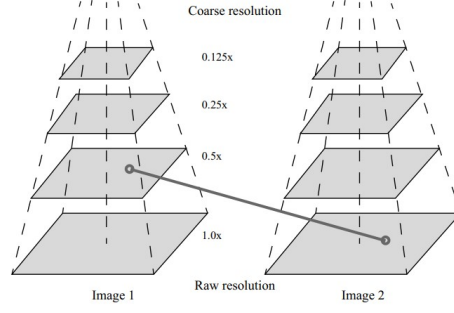 Coarse resolution
0.125x
0.25x
0.5x
1.0x
Raw resolution
Image 1
Image 2